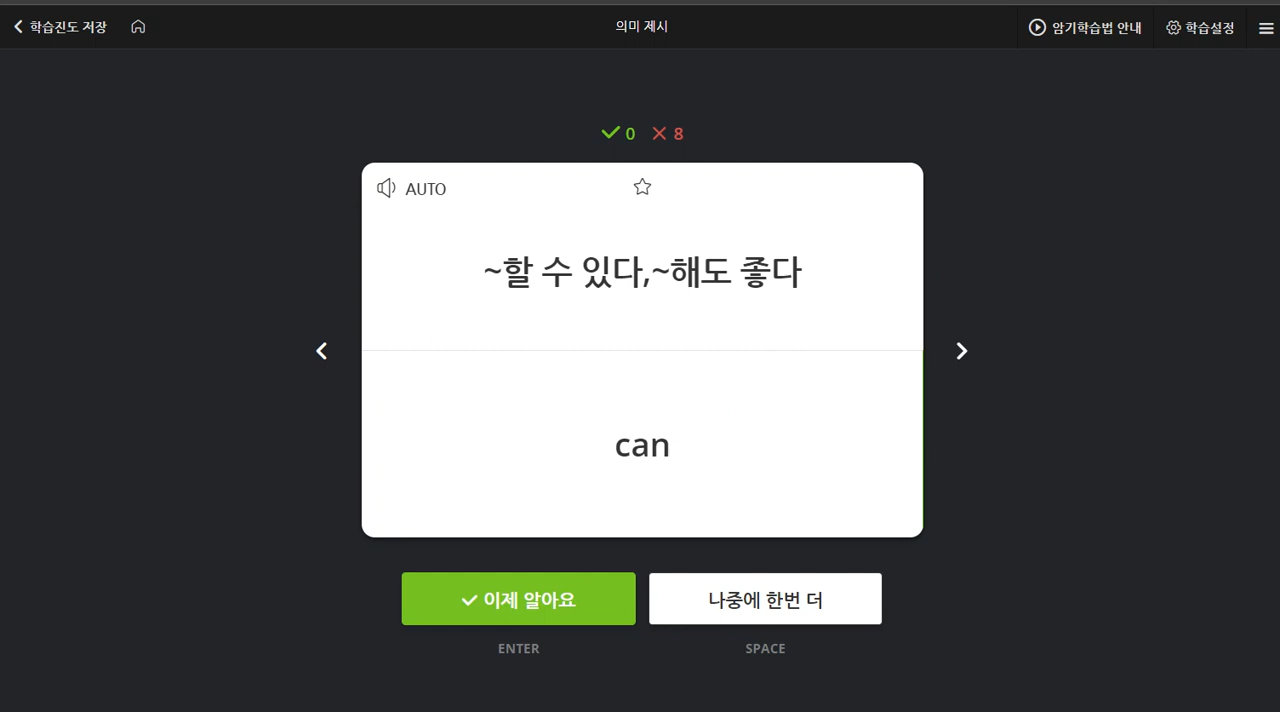 학습진도 저장
의미 제시
암기학습법 안내
학습설정
0 8
AUTO
~할 수 있다,~해도 좋다
can
이제 알아요
나중에 한번 더
ENTER
SPACE